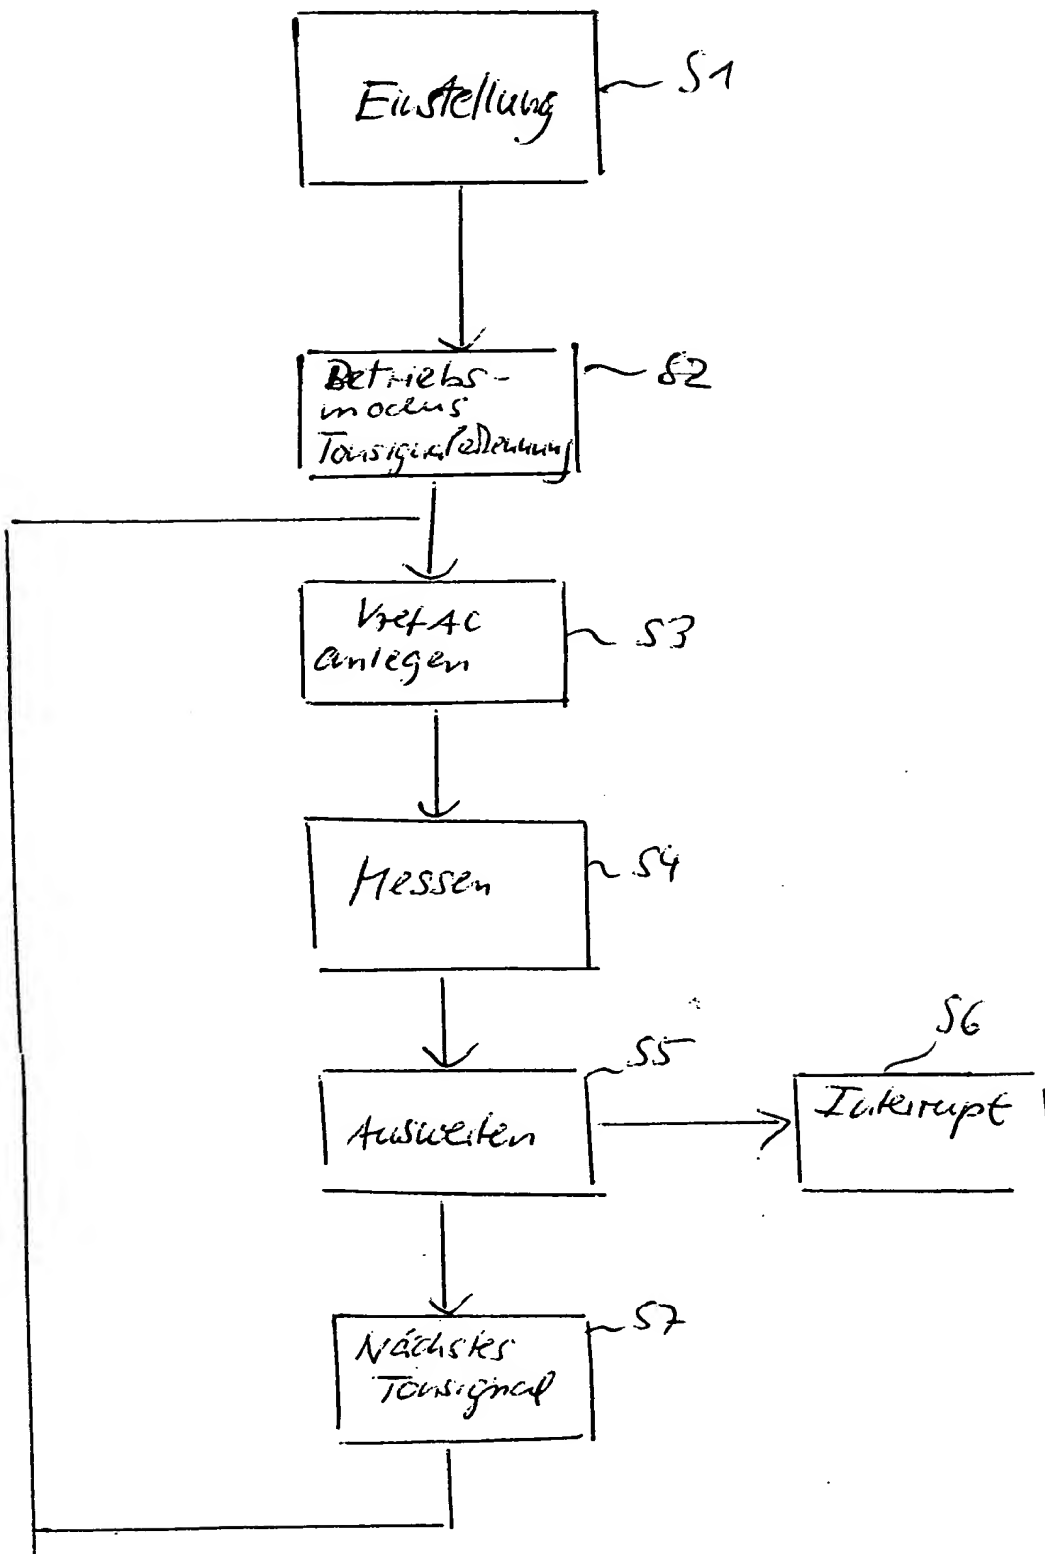 Einstellung
S1
Betriebs-
modus
Tonsignalerkennung
S2
VrefAC
anlegen
S3
Messen
S4
Auswerten
S5
Interrupt
S6
Nächstes
Tonsignal
S7